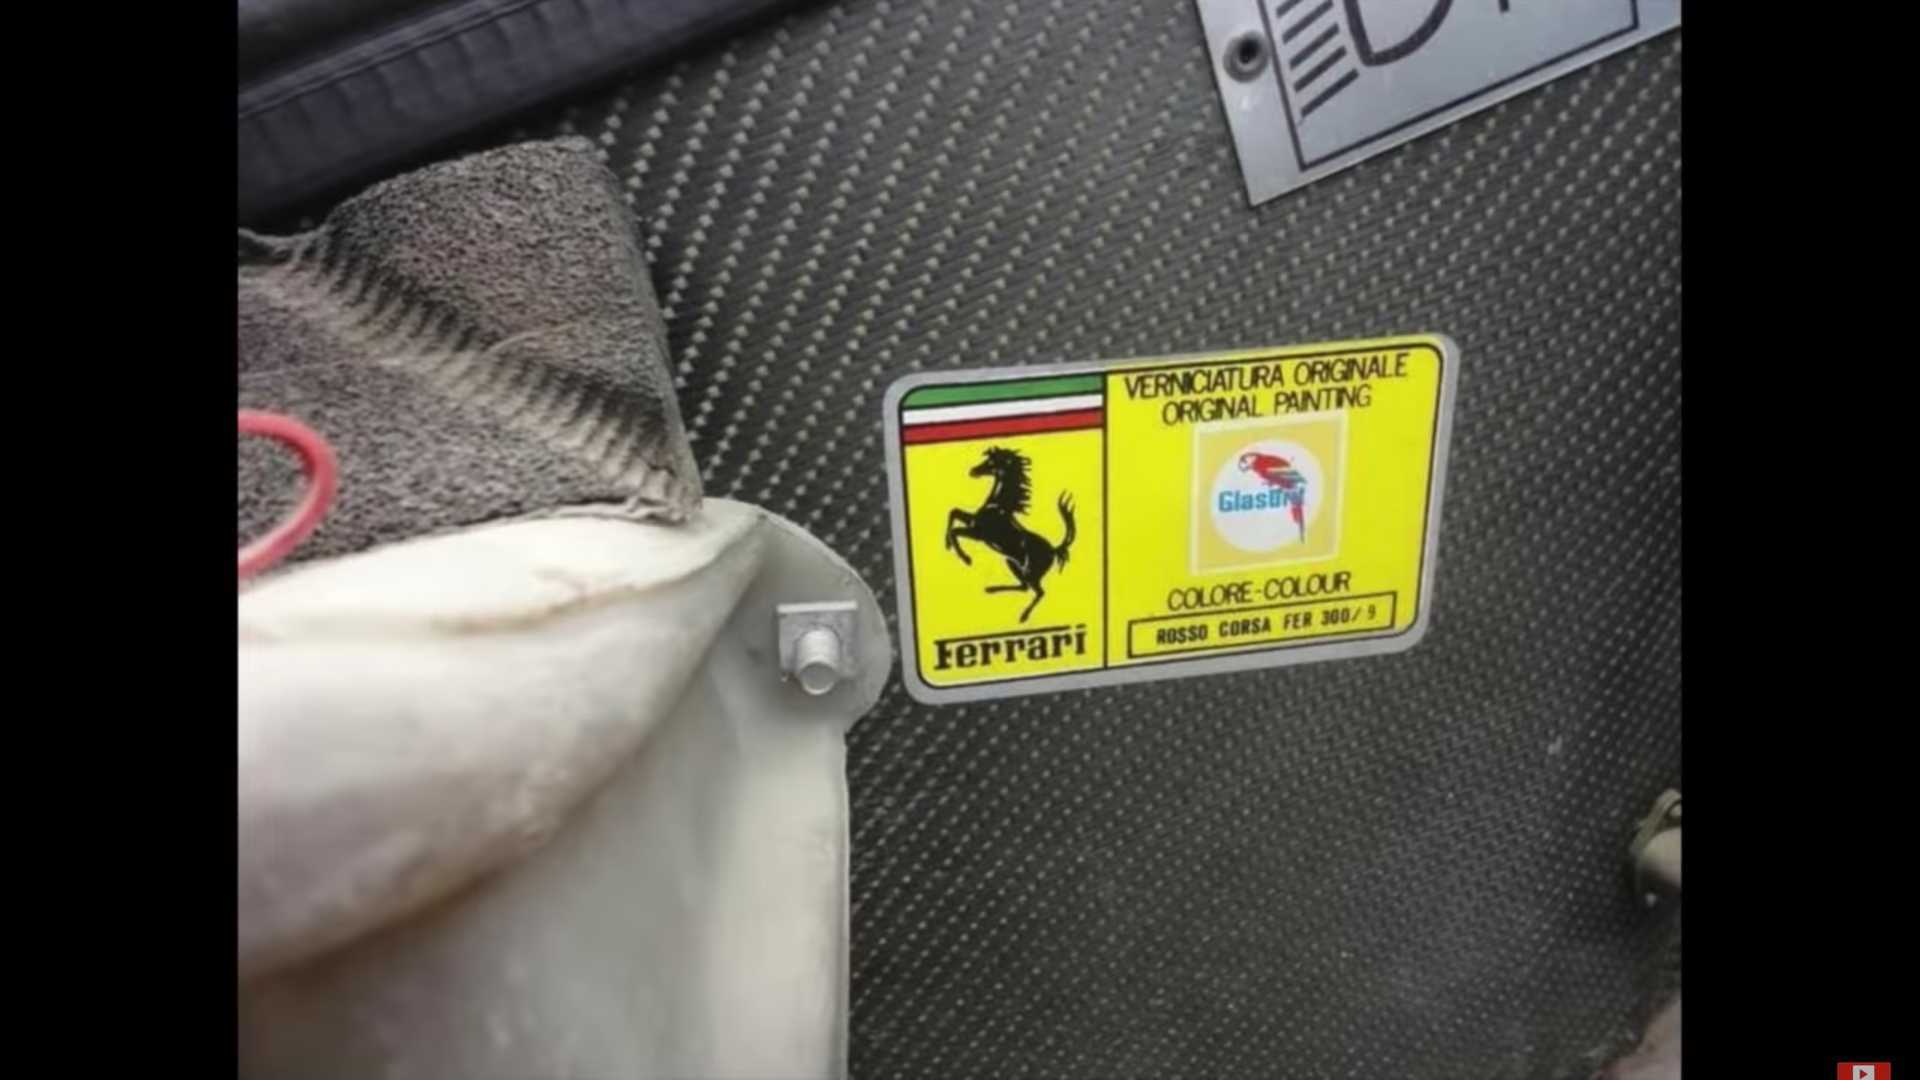 VERNICIATURA ORIGINALE
ORIGINAL PAINTING
Glasurit
COLORE-COLOUR
ROSSO CORSA FER 300/9
Ferrari